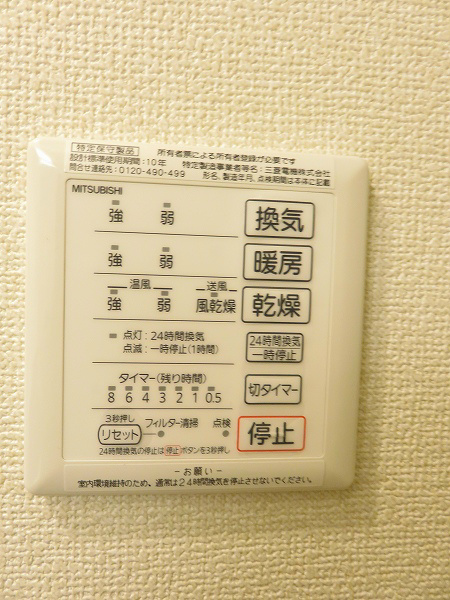 特定保守製品 所有者票による所有者登録が必要です
設計標準使用期間：10年 特定製造事業者等名：三菱電機株式会社
問合せ連絡先：0120-490-499 形名、製造年月、点検期間は本体に記載
MITSUBISHI
強 弱 換気
強 弱 暖房
温風 送風
強 弱 風乾燥 乾燥
点灯：24時間換気
点滅：一時停止(1時間)
24時間換気
一時停止
タイマー(残り時間)
8 6 4 3 2 1 0.5
切タイマー
3秒押し
リセット フィルター清掃 点検
停止
24時間換気の停止は停止ボタンを3秒押し
－お願い－
室内環境維持のため、通常は24時間換気を停止させないでください。